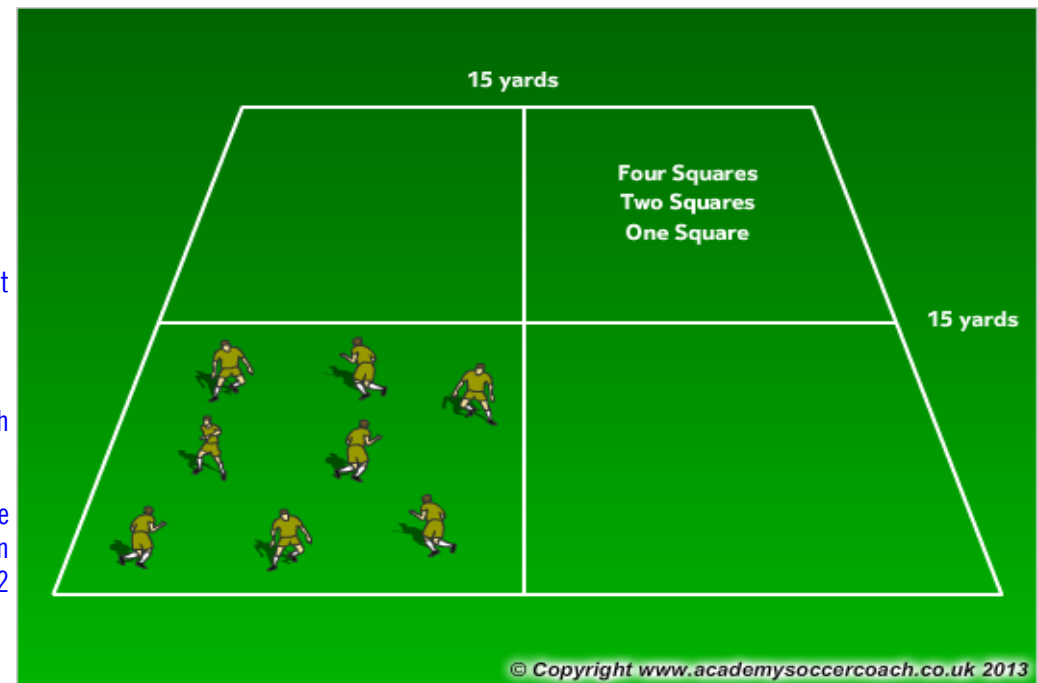 15 yards
Four Squares
Two Squares
One Square
15 yards
© Copyright www.academysoccercoach.co.uk 2013